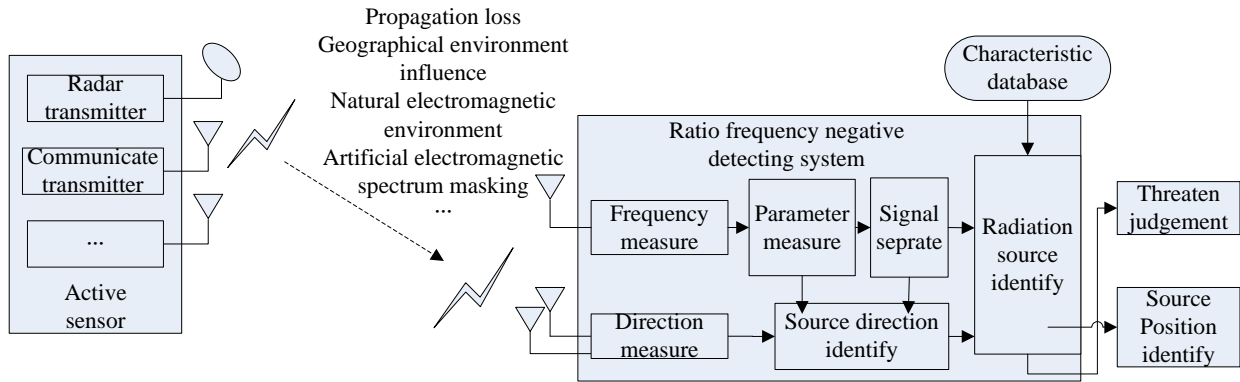 Radar
transmitter
Communicate
transmitter
...
Active
sensor
Propagation loss
Geographical environment
influence
Natural electromagnetic
environment
Artificial electromagnetic
spectrum masking
...
Ratio frequency negative
detecting system
Frequency
measure
Parameter
measure
Signal
seprate
Direction
measure
Source direction
identify
Characteristic
database
Radiation
source
identify
Threaten
judgement
Source
Position
identify